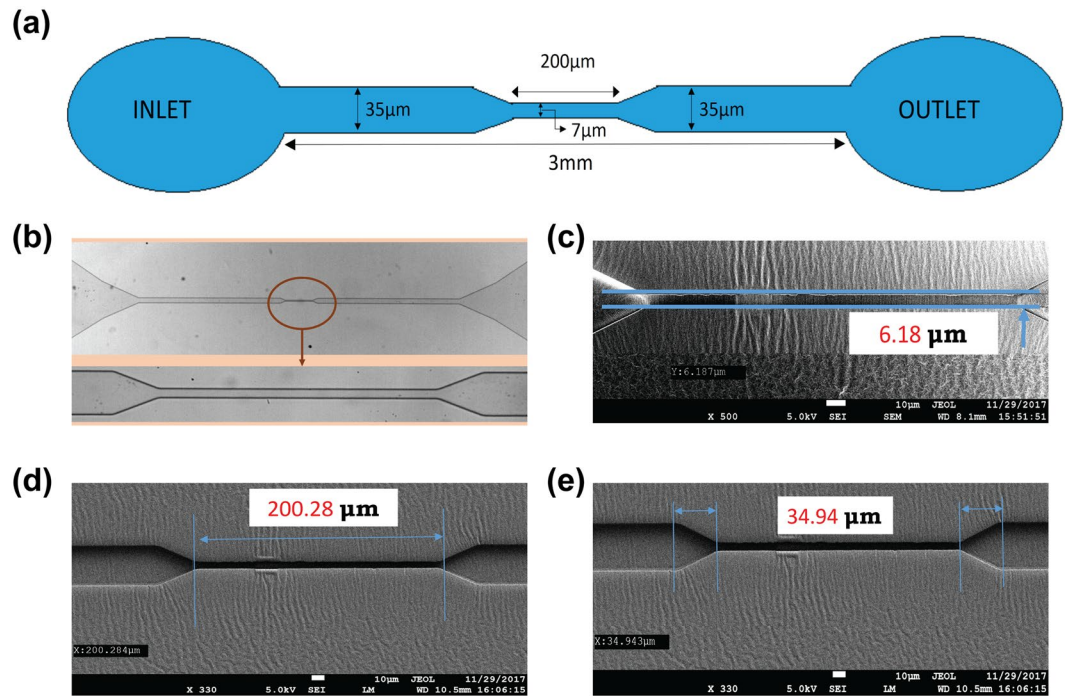 (a)
200µm
INLET
35µm
35µm
OUTLET
7µm
3mm
(b)
(c)
6.18 µm
Y:6.187µm
10µm JEOL 11/29/2017
X 500 5.0kV SEI SEM WD 8.1mm 15:51:51
(d)
200.28 µm
X:200.284µm
10µm JEOL 11/29/2017
X 330 5.0kV SEI LM WD 10.5mm 16:06:15
(e)
34.94 µm
X:34.943µm
10µm JEOL 11/29/2017
X 330 5.0kV SEI LM WD 10.5mm 16:06:15